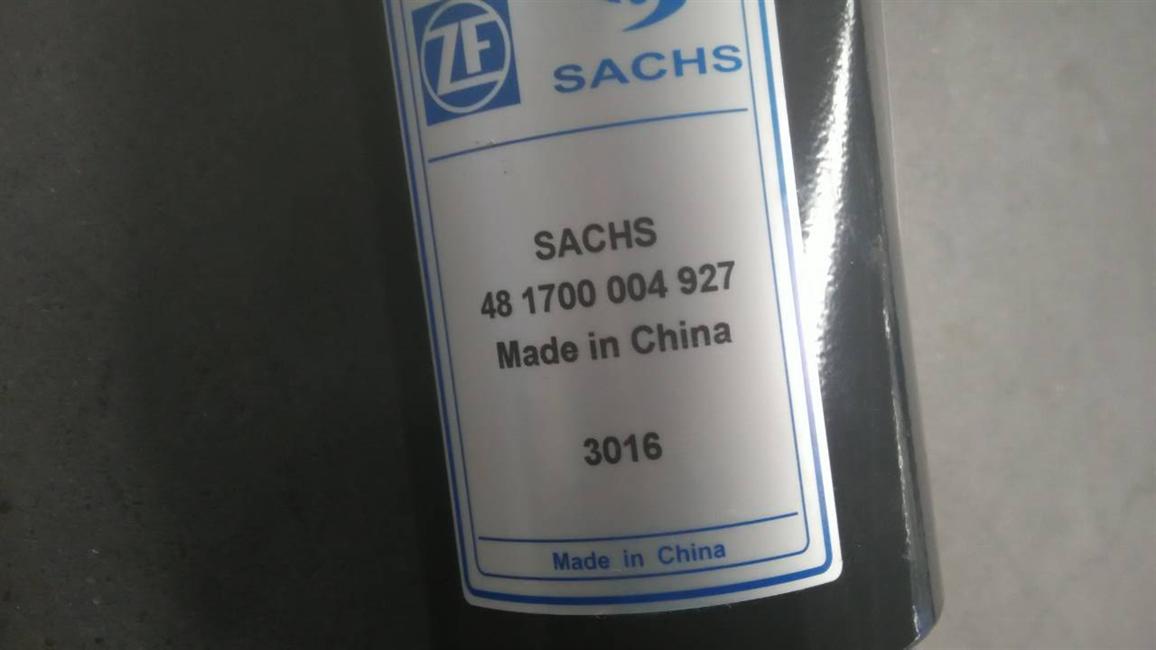 ZF
SACHS
SACHS
48 1700 004 927
Made in China
3016
Made in China